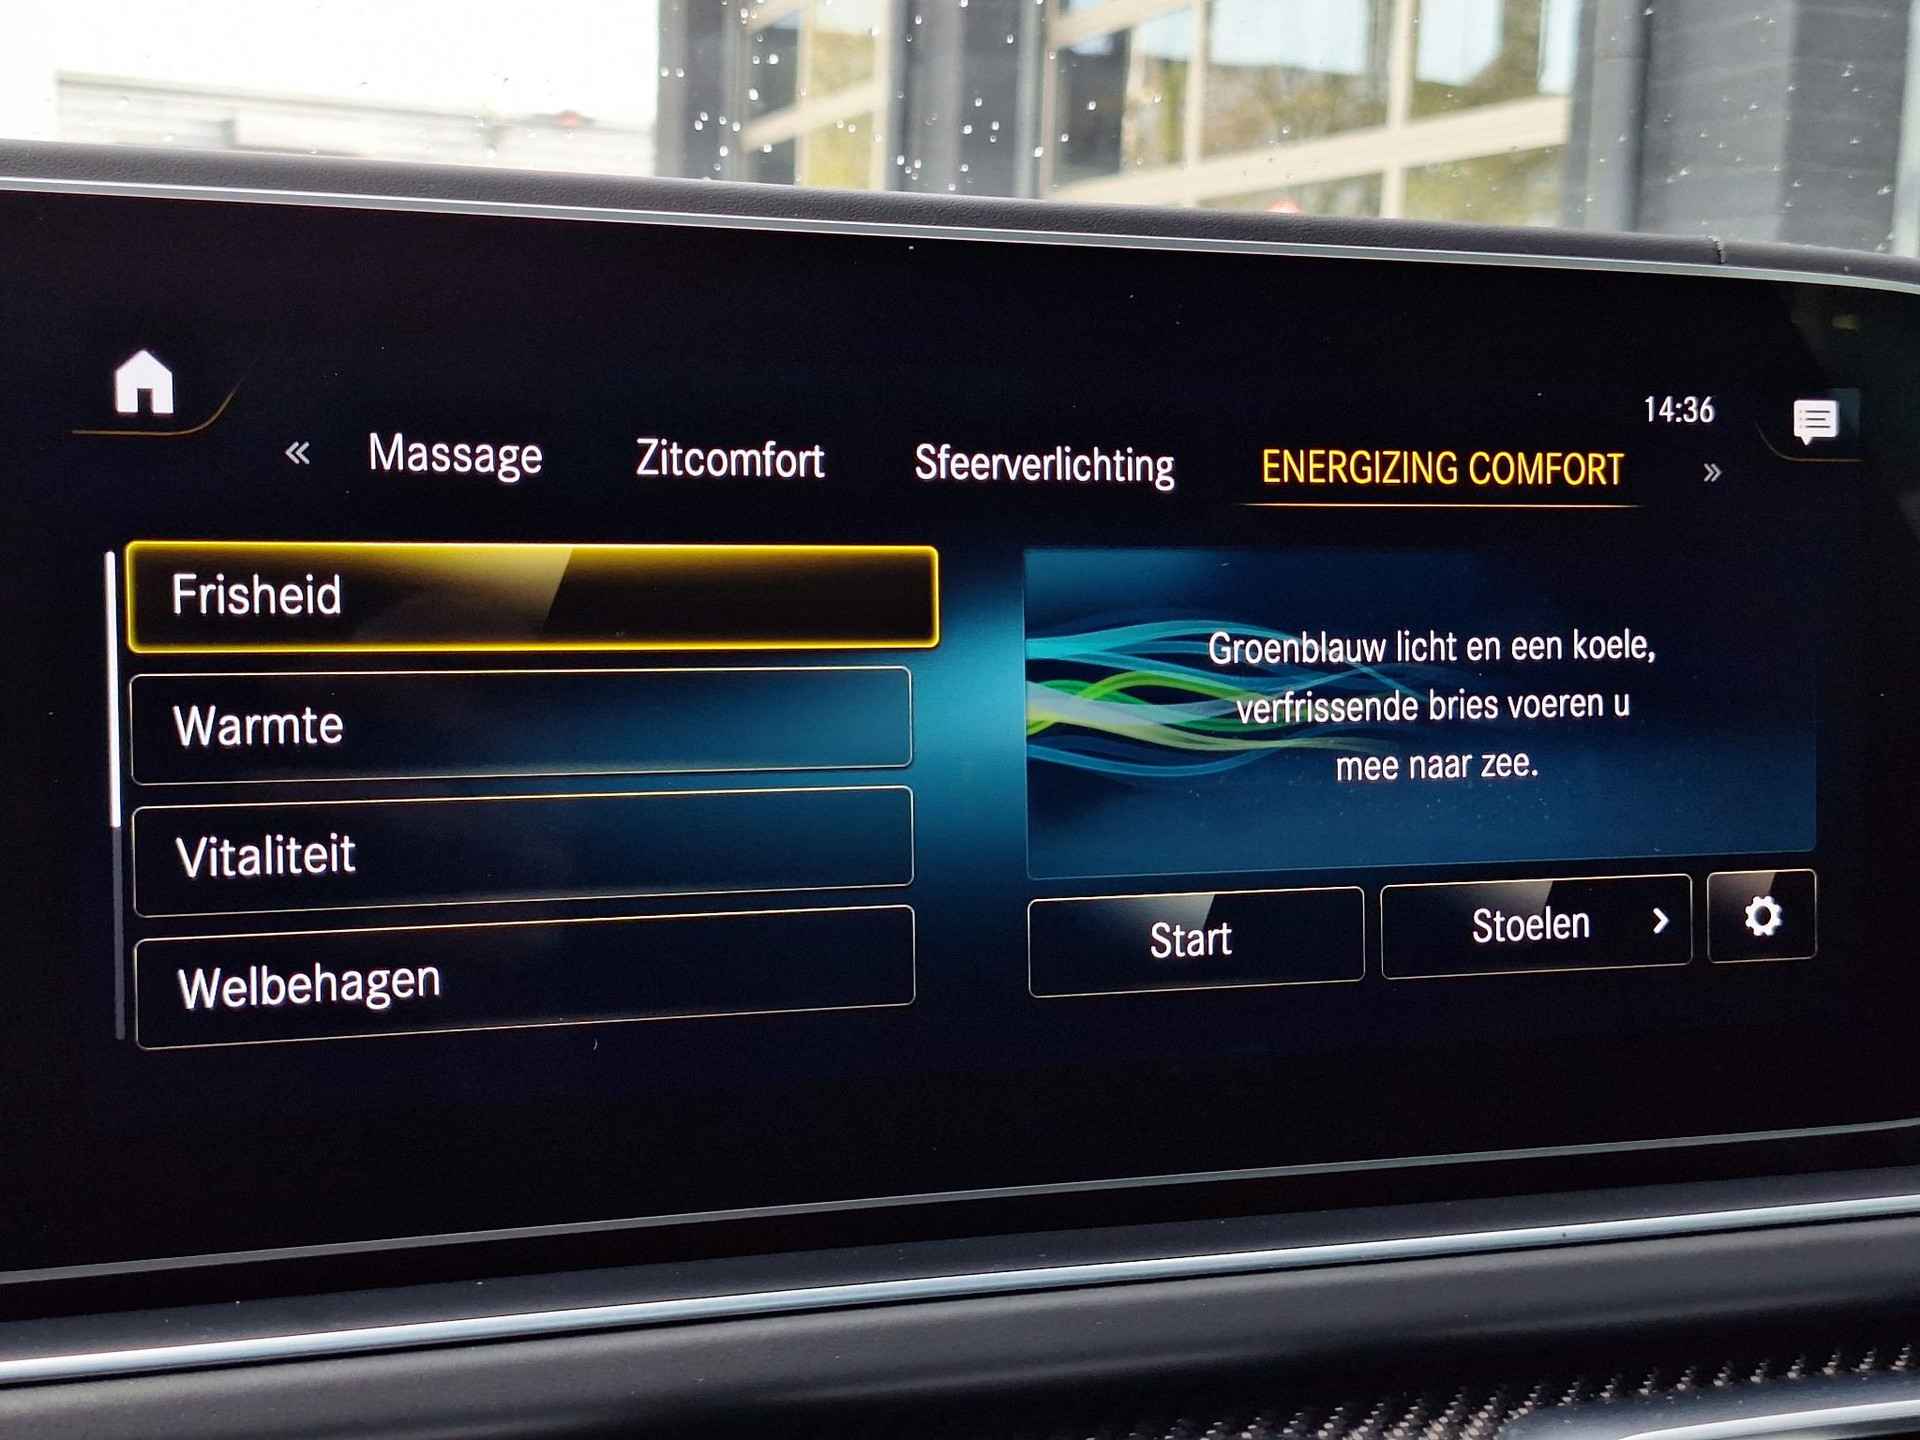 14:36
Massage Zitcomfort Sfeerverlichting ENERGIZING COMFORT
Frisheid
Warmte
Vitaliteit
Welbehagen
Groenblauw licht en een koele,
verfrissende bries voeren u
mee naar zee.
Start Stoelen